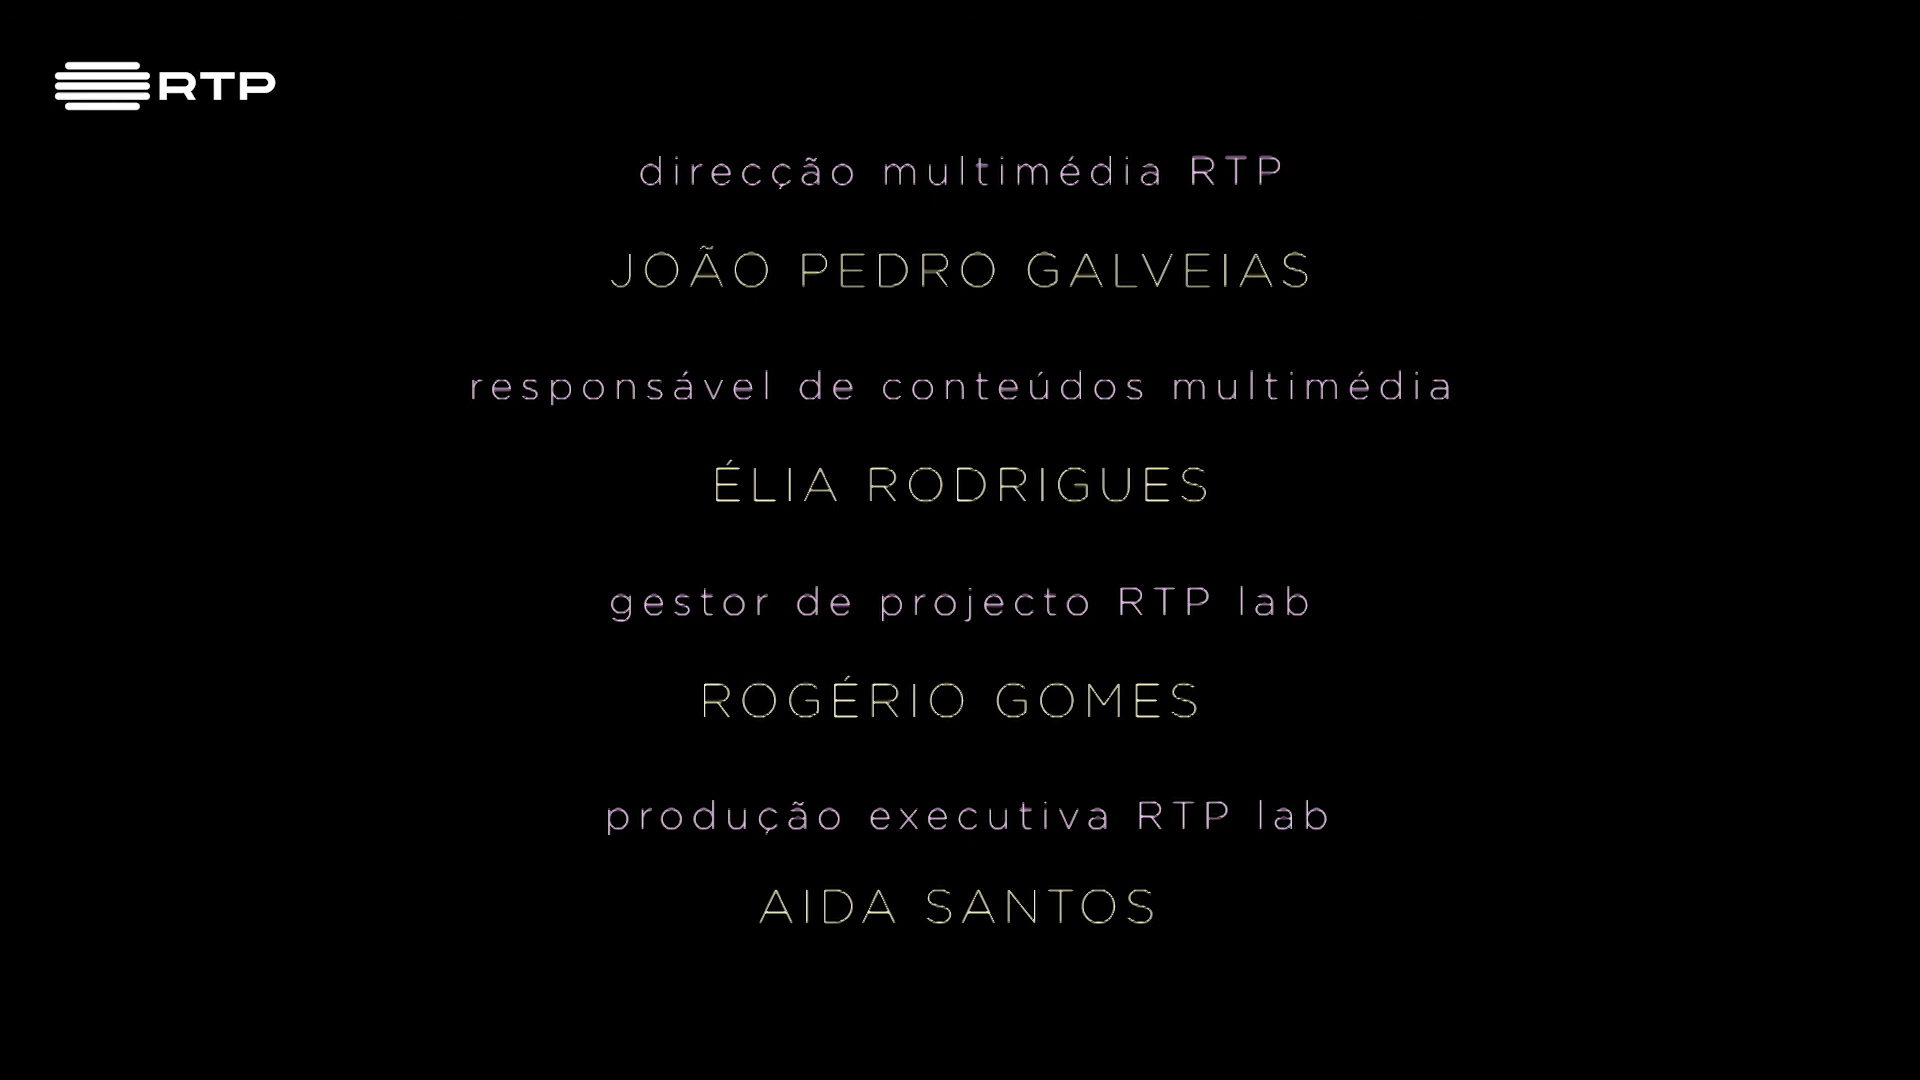 RTP
direcção multimédia RTP
JOÃO PEDRO GALVEIAS
responsável de conteúdos multimédia
ÉLIA RODRIGUES
gestor de projecto RTP lab
ROGÉRIO GOMES
produção executiva RTP lab
AIDA SANTOS